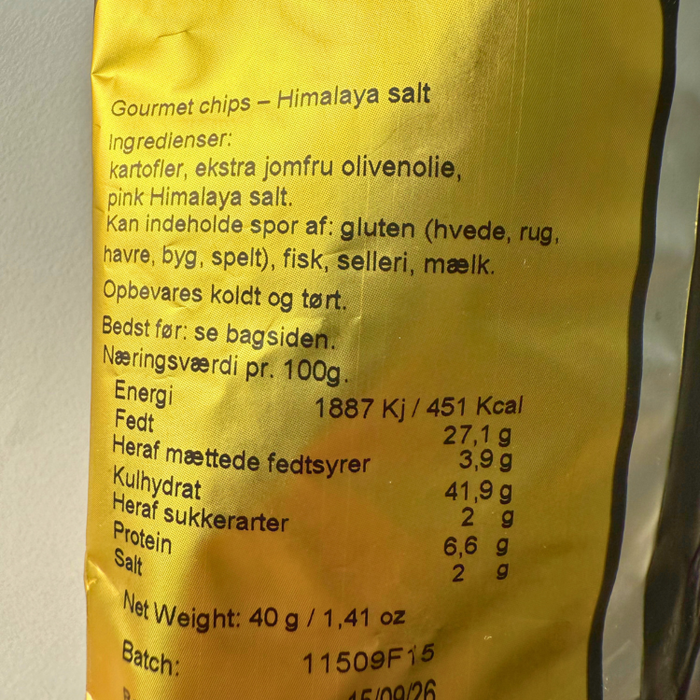 Gourmet chips – Himalaya salt
Ingredienser:
kartofler, ekstra jomfru olivenolie,
pink Himalaya salt.
Kan indeholde spor af: gluten (hvede, rug,
havre, byg, spelt), fisk, selleri, mælk.
Opbevares koldt og tørt.
Bedst før: se bagsiden.
Næringsværdi pr. 100g.
Energi 1887 Kj / 451 Kcal
Fedt 27,1 g
Heraf mættede fedtsyrer 3,9 g
Kulhydrat 41,9 g
Heraf sukkerarter 2 g
Protein 6,6 g
Salt 2 g
Net Weight: 40 g / 1,41 oz
Batch: 11509F15
15/09/26